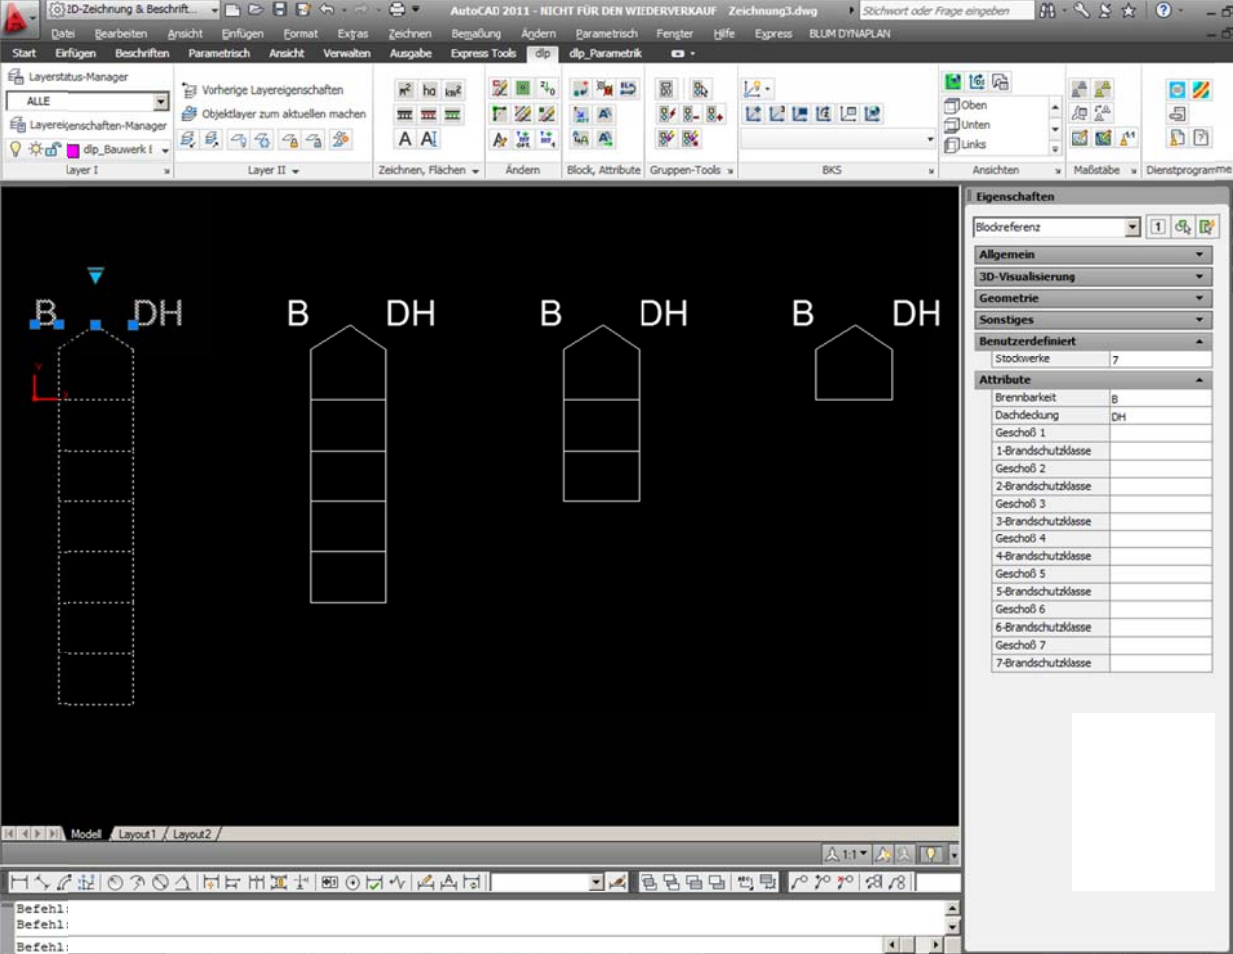 2D-Zeichnung & Beschrift... AutoCAD 2011 - NICHT FÜR DEN WIEDERVERKAUF Zeichnung3.dwg Stichwort oder Frage eingeben
Datei Bearbeiten Ansicht Einfügen Format Extras Zeichnen Bemaßung Ändern Parametrisch Fenster Hilfe Express BLUM DYNAPLAN
Start Einfügen Beschriften Parametrisch Ansicht Verwalten Ausgabe Express Tools dlp dlp_Parametrik
Layerstatus-Manager
ALLE
Layereigenschaften-Manager
dlp_Bauwerk I
Vorherige Layereigenschaften
Objektlayer zum aktuellen machen
m² ha km²
A AI
Oben
Unten
Links
Layer I Layer II Zeichnen, Flächen Ändern Block, Attribute Gruppen-Tools BKS Ansichten Maßstäbe Dienstprogramme
Eigenschaften
Blockreferenz
Allgemein
3D-Visualisierung
Geometrie
Sonstiges
Benutzerdefiniert
Stockwerke 7
Attribute
Brennbarkeit B
Dachdeckung DH
Geschoß 1
1-Brandschutzklasse
Geschoß 2
2-Brandschutzklasse
Geschoß 3
3-Brandschutzklasse
Geschoß 4
4-Brandschutzklasse
Geschoß 5
5-Brandschutzklasse
Geschoß 6
6-Brandschutzklasse
Geschoß 7
7-Brandschutzklasse
B DH B DH B DH B DH
Y
Modell Layout1 Layout2
1:1
Befehl:
Befehl:
Befehl: